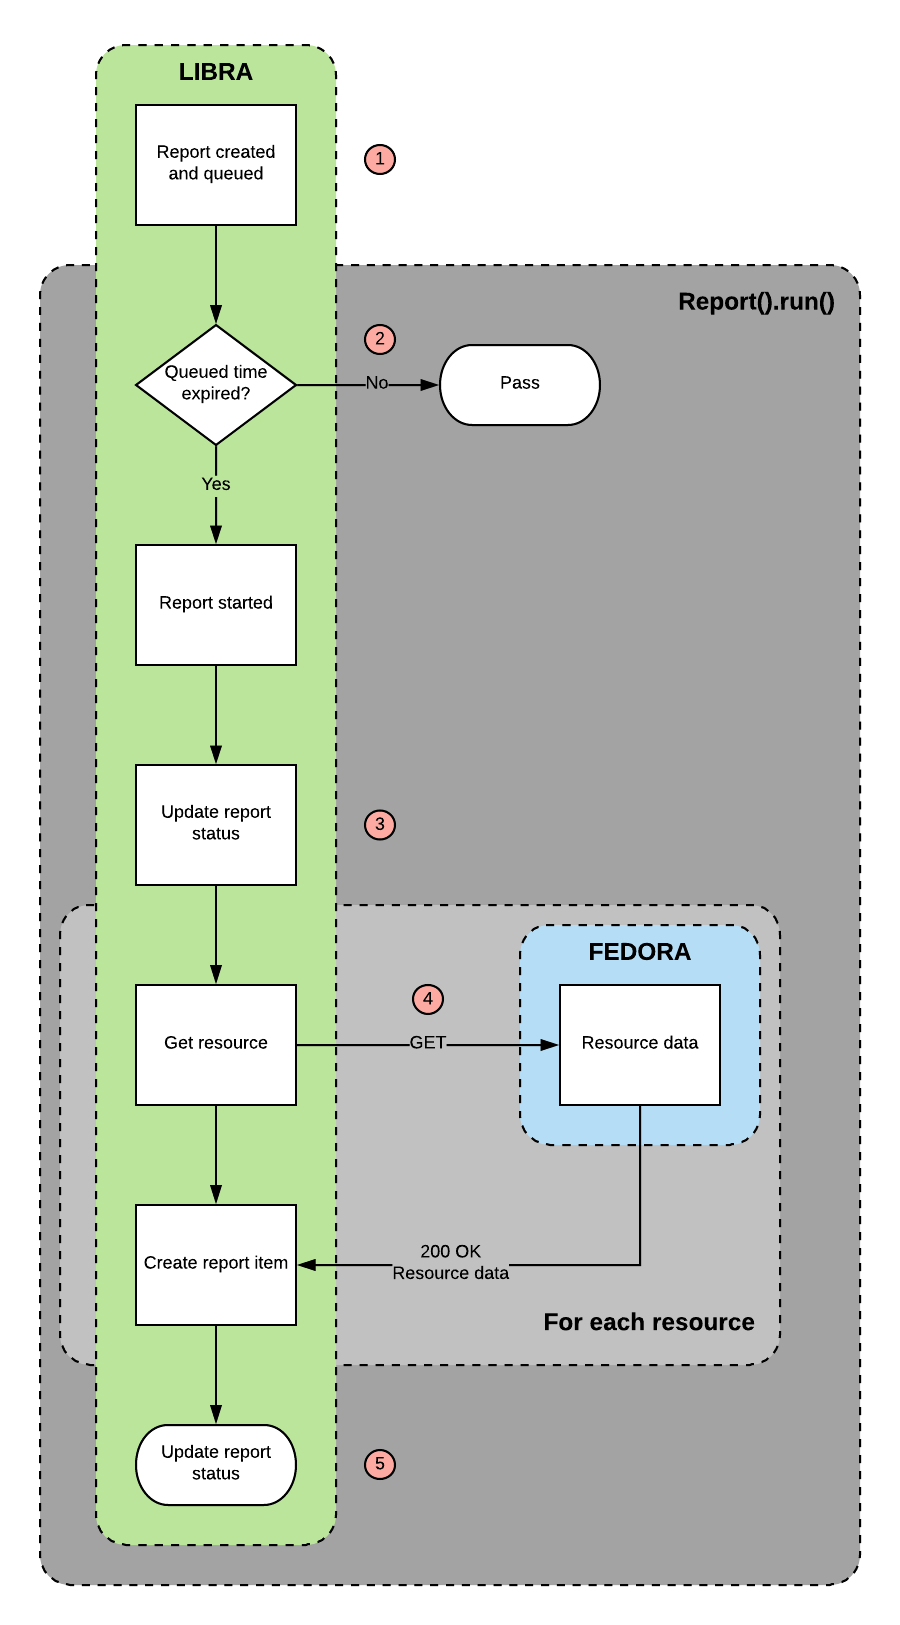 LIBRA
Report created
and queued
1
Report().run()
Queued time
expired?
2
No
Pass
Yes
Report started
Update report
status
3
FEDORA
Get resource
4
GET
Resource data
Create report item
200 OK
Resource data
For each resource
Update report
status
5